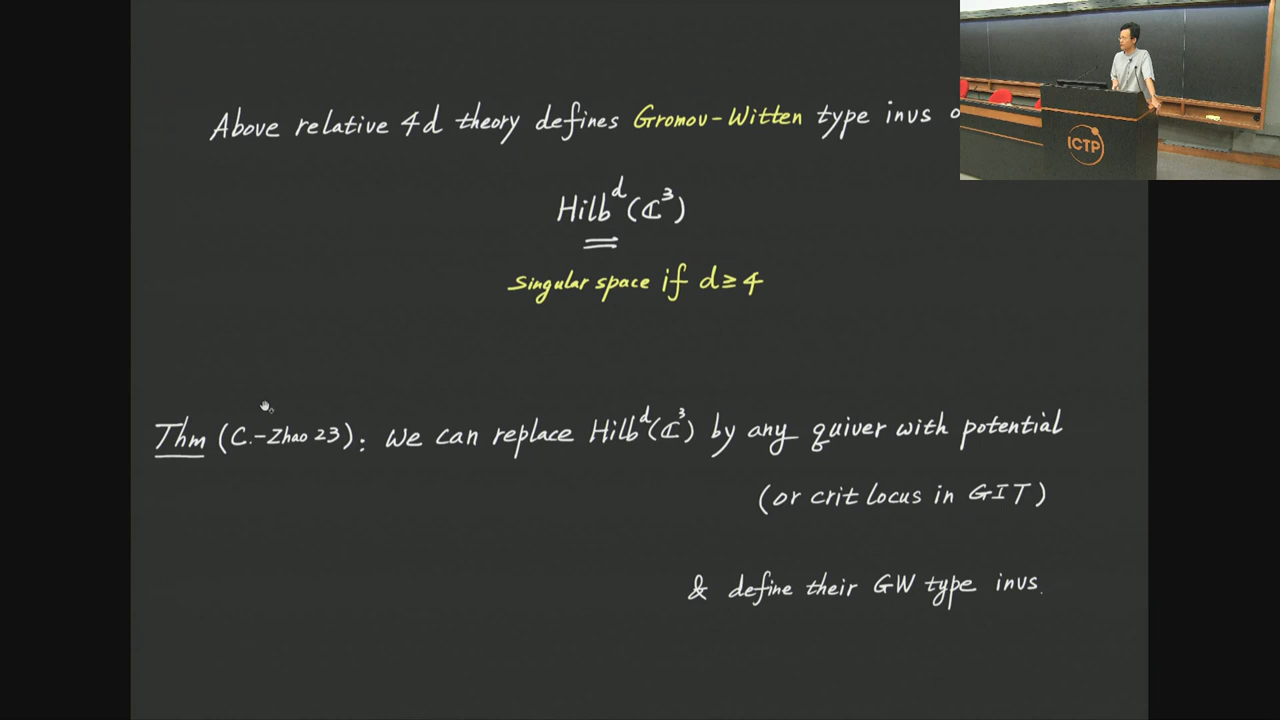 Above relative 4d theory defines Gromov-Witten type invs
Hilb^d(ℂ^3)
singular space if d≥4
Thm (C.-Zhao 23): We can replace Hilb^d(ℂ^3) by any quiver with potential
(or crit locus in GIT)
& define their GW type invs.
ICTP